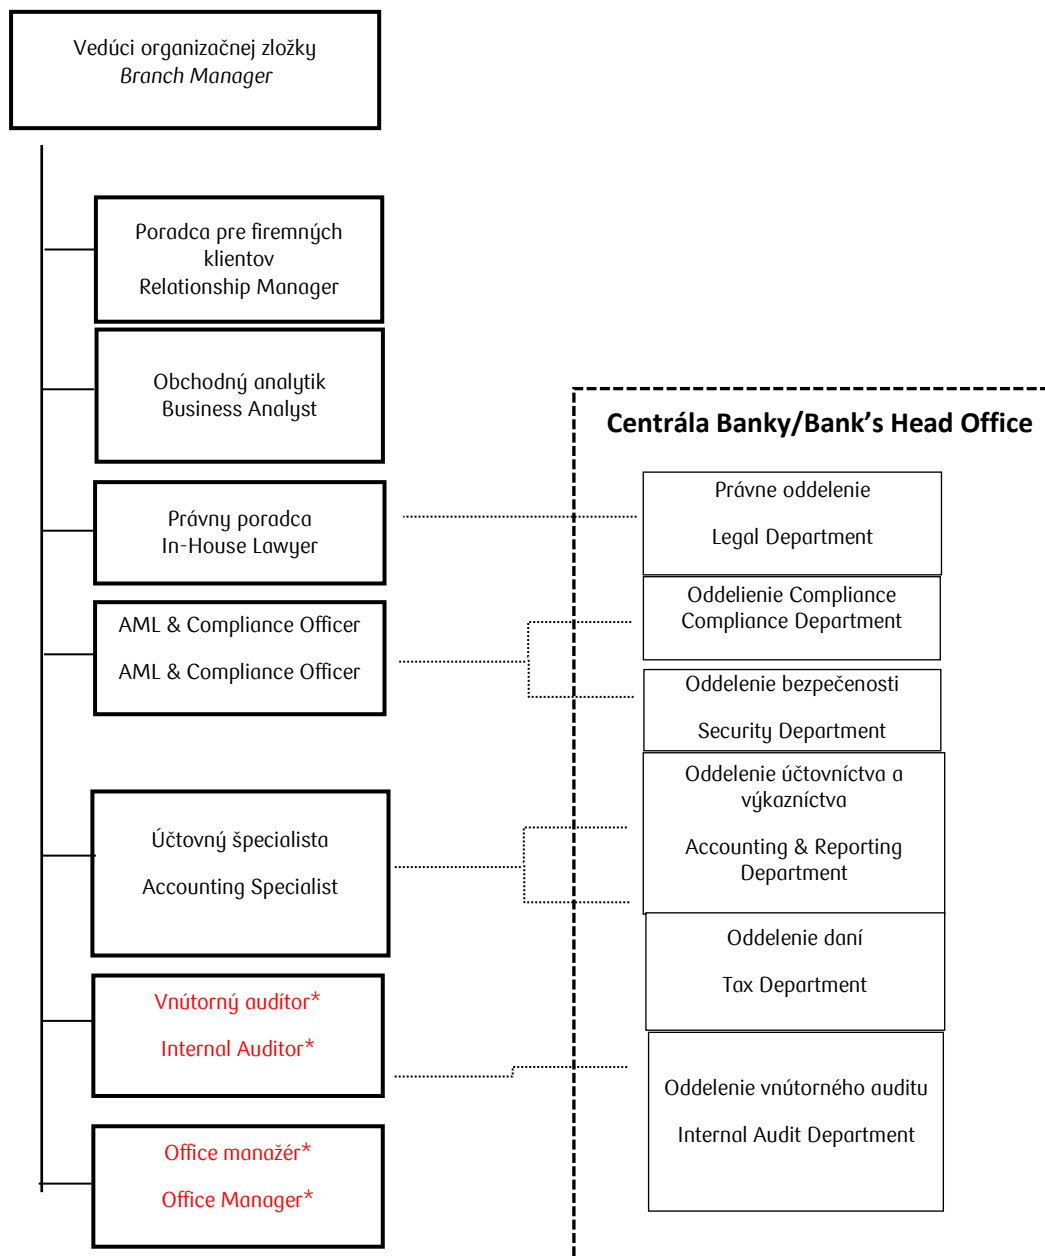 Vedúci organizačnej zložky
Branch Manager
Poradca pre firemných
klientov
Relationship Manager
Obchodný analytik
Business Analyst
Právny poradca
In-House Lawyer
AML & Compliance Officer
AML & Compliance Officer
Účtovný špecialista
Accounting Specialist
Vnútorný audítor*
Internal Auditor*
Office manažér*
Office Manager*
Centrála Banky/Bank’s Head Office
Právne oddelenie
Legal Department
Oddelienie Compliance
Compliance Department
Oddelenie bezpečenosti
Security Department
Oddelenie účtovníctva a
výkazníctva
Accounting & Reporting
Department
Oddelenie daní
Tax Department
Oddelenie vnútorného auditu
Internal Audit Department